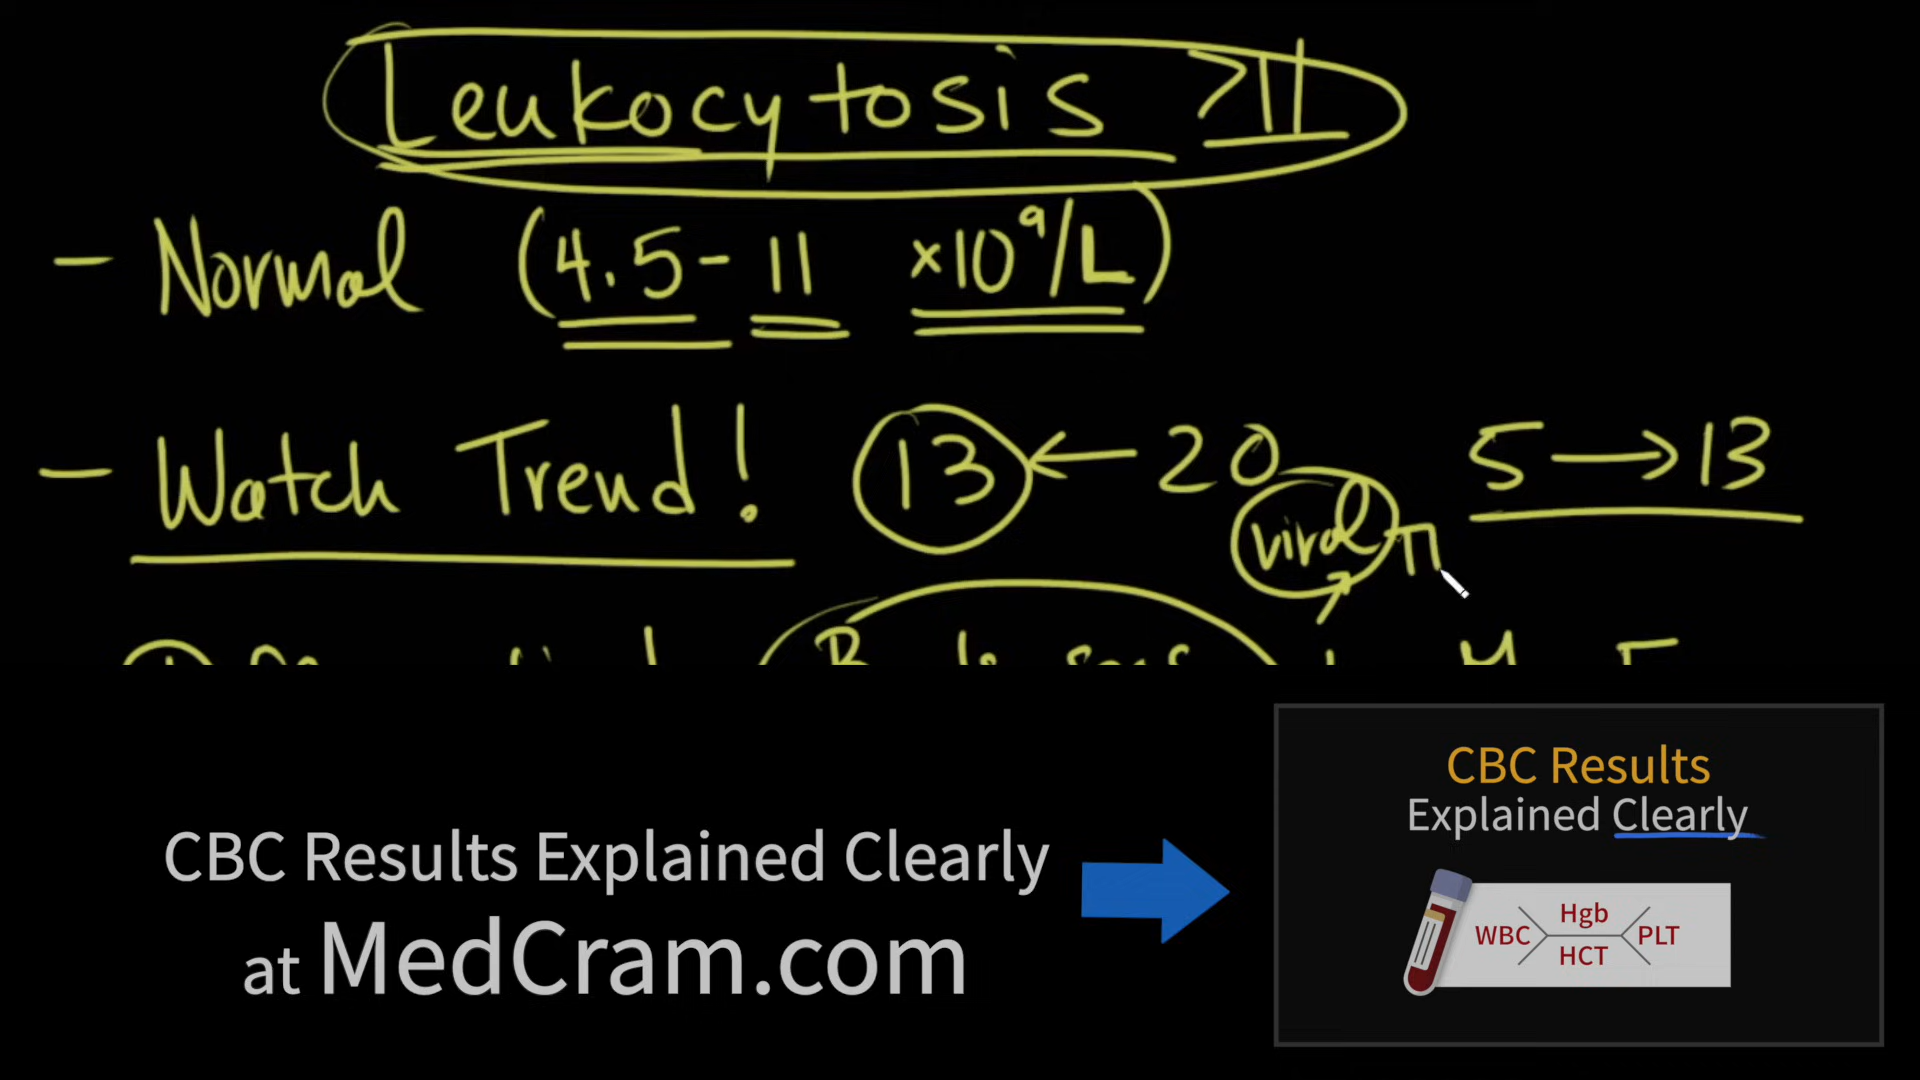 Leukocytosis >11
- Normal (4.5 - 11 ×10⁹/L)
- Watch Trend! 13 ← 20 5 → 13
viral
CBC Results
Explained Clearly
CBC Results Explained Clearly
at MedCram.com
Hgb
WBC PLT
HCT